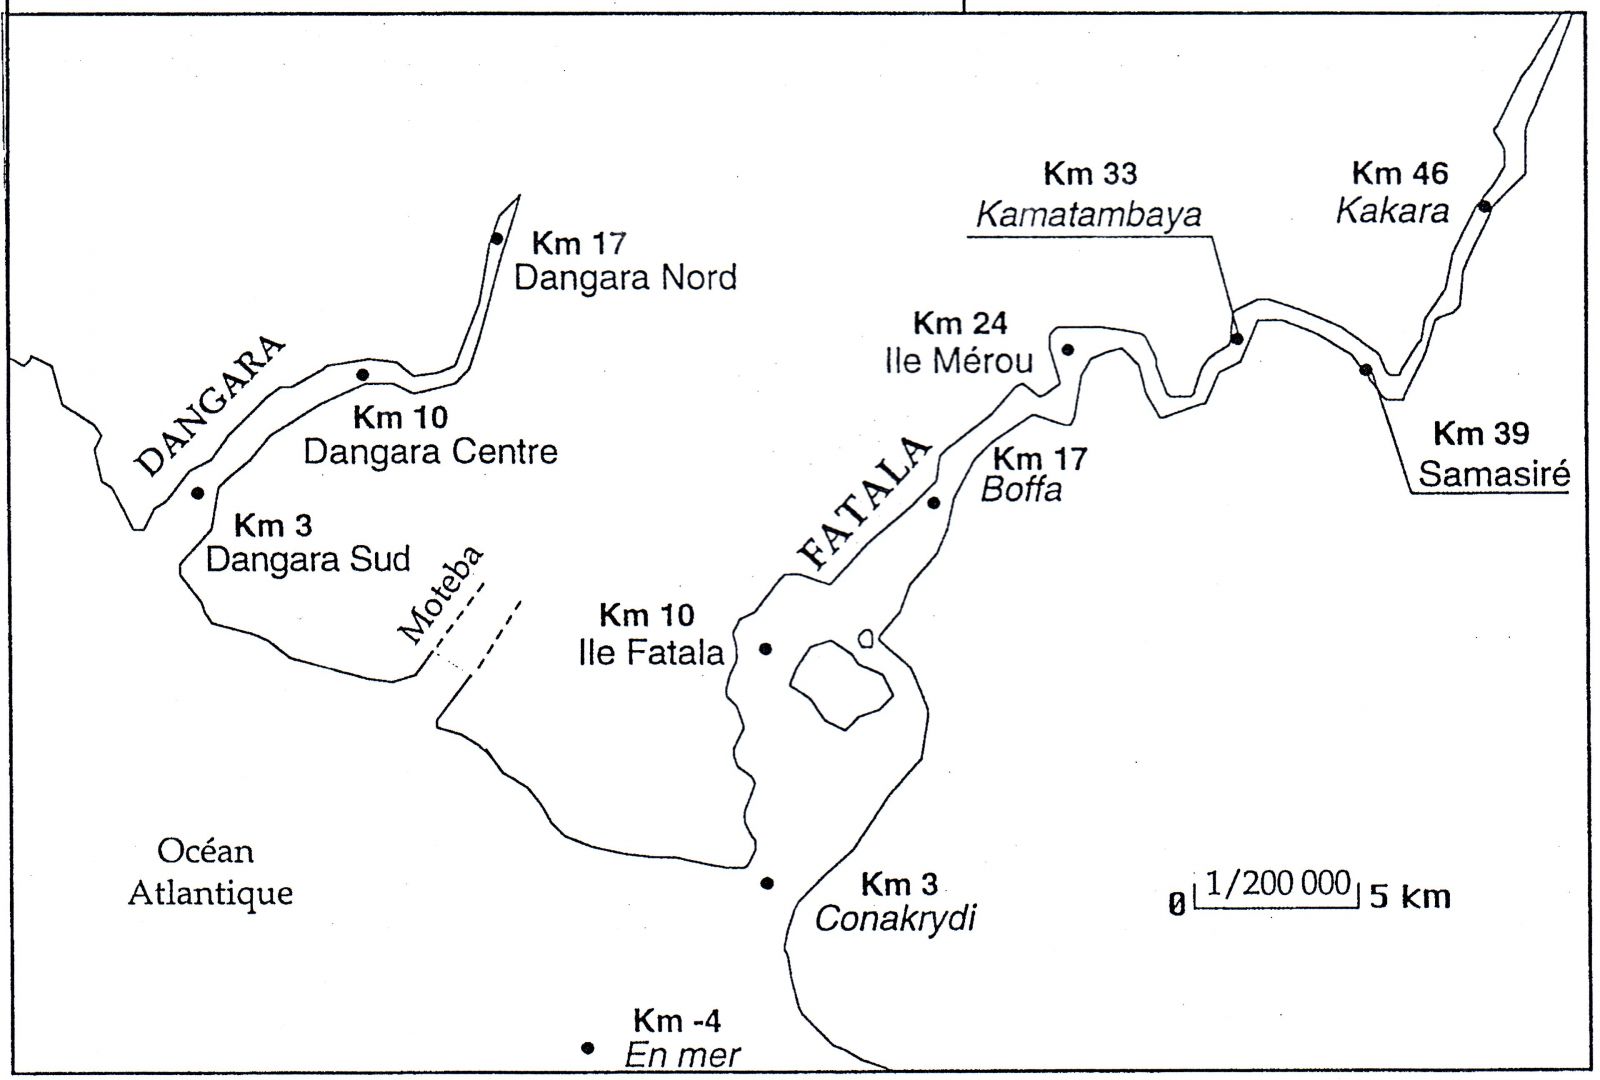 Km 33
Kamatambaya
Km 46
Kakara
Km 17
Dangara Nord
DANGARA
Km 24
Ile Mérou
Km 10
Dangara Centre
Km 39
Samasiré
FATALA
Km 17
Boffa
Km 3
Dangara Sud
Moteba
Km 10
Ile Fatala
Océan
Atlantique
Km 3
Conakrydi
0 1/200 000 5 km
Km -4
En mer